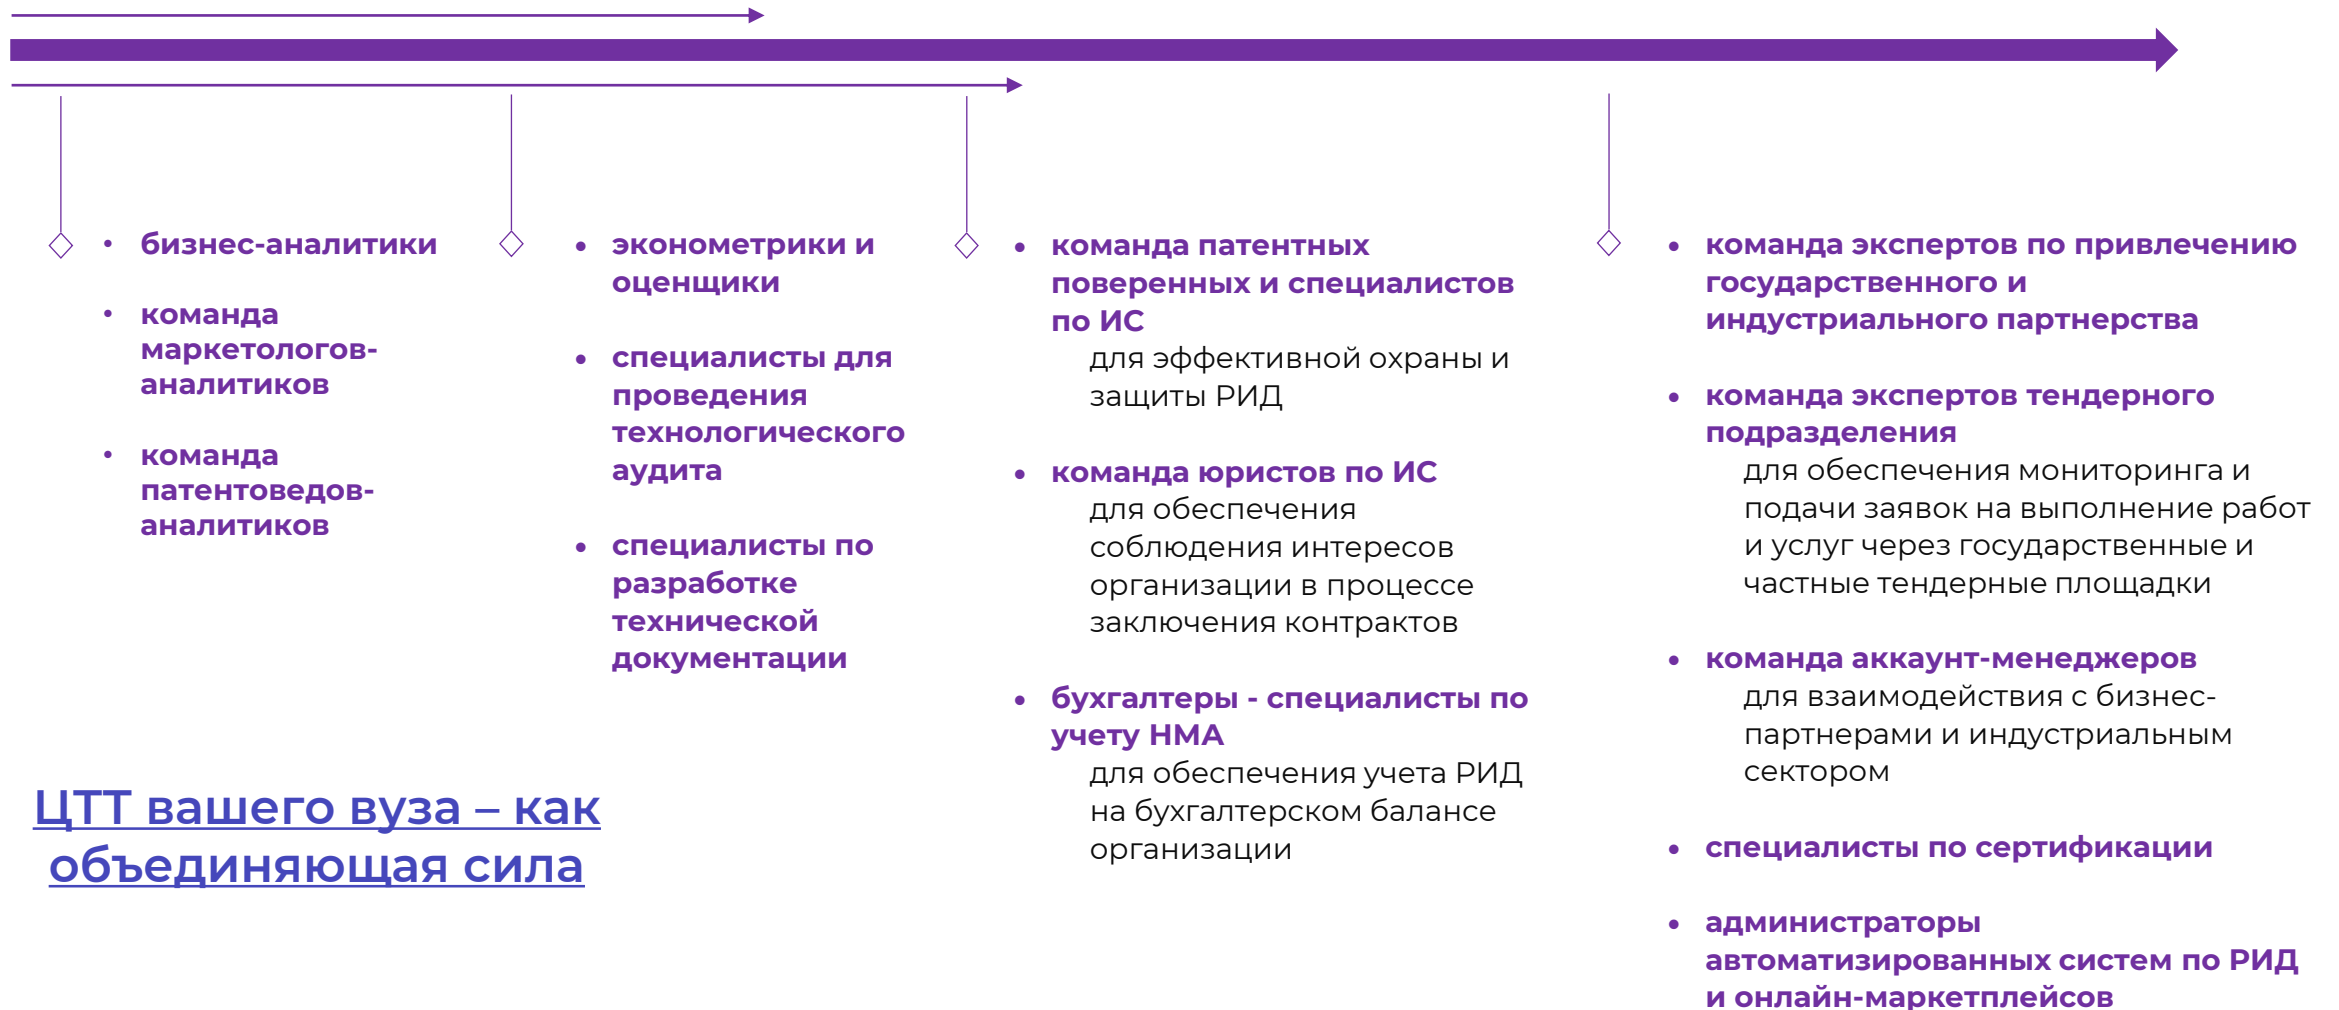 бизнес-аналитики
команда
маркетологов-
аналитиков
команда
патентоведов-
аналитиков
эконометрики и
оценщики
специалисты для
проведения
технологического
аудита
специалисты по
разработке
технической
документации
команда патентных
поверенных и специалистов
по ИС
для эффективной охраны и
защиты РИД
команда юристов по ИС
для обеспечения
соблюдения интересов
организации в процессе
заключения контрактов
бухгалтеры - специалисты по
учету НМА
для обеспечения учета РИД
на бухгалтерском балансе
организации
команда экспертов по привлечению
государственного и
индустриального партнерства
команда экспертов тендерного
подразделения
для обеспечения мониторинга и
подачи заявок на выполнение работ
и услуг через государственные и
частные тендерные площадки
команда аккаунт-менеджеров
для взаимодействия с бизнес-
партнерами и индустриальным
сектором
специалисты по сертификации
администраторы
автоматизированных систем по РИД
и онлайн-маркетплейсов
ЦТТ вашего вуза – как
объединяющая сила